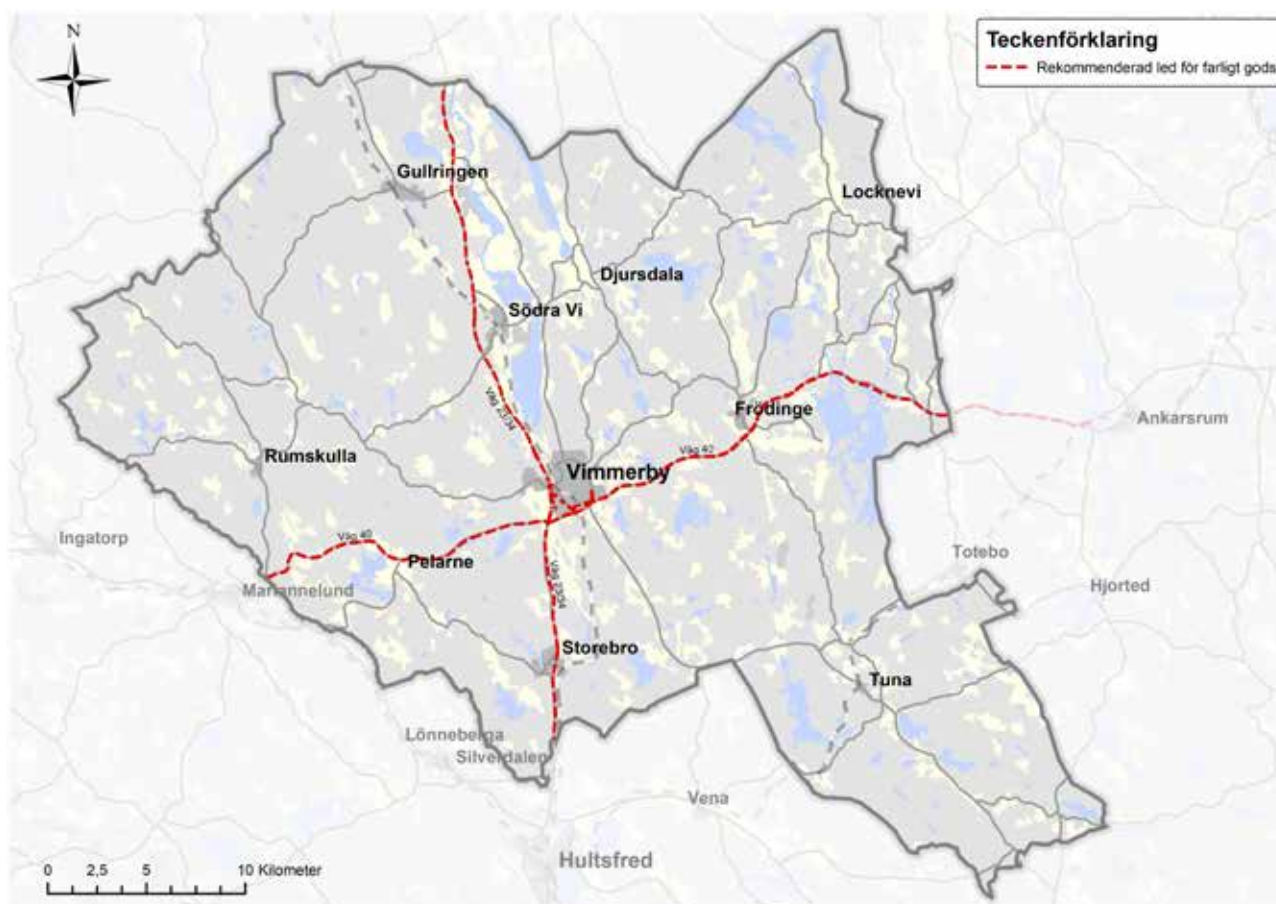 N
Teckenförklaring
Rekommenderad led för farligt gods
Gullringen
Locknevi
Djursdala
Södra Vi
Väg 23/34
Frödinge
Ankarsrum
Väg 40
Rumskulla
Vimmerby
Ingatorp
Väg 40
Pelarne
Totebo
Mariannelund
Hjorted
Väg 23/34
Storebro
Tuna
Lönneberga
Silverdalen
Vena
Hultsfred
0 2,5 5 10 Kilometer